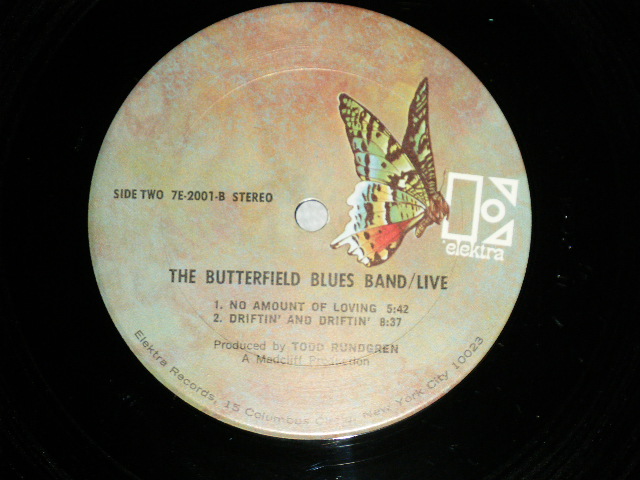 SIDE TWO 7E-2001-B STEREO
elektra
THE BUTTERFIELD BLUES BAND/LIVE
1. NO AMOUNT OF LOVING 5:42
2. DRIFTIN' AND DRIFTIN' 8:37
Produced by TODD RUNDGREN
A Medcliff Production
Elektra Records, 15 Columbus Circle, New York City 10023